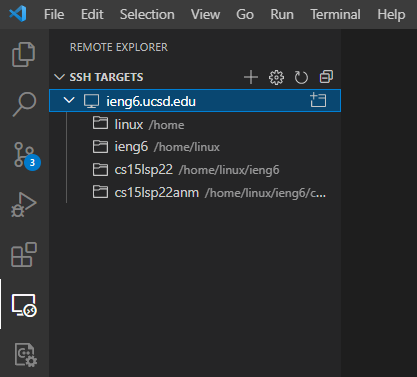 File Edit Selection View Go Run Terminal
REMOTE EXPLORER
SSH TARGETS
ieng6.ucsd.edu
linux /home
ieng6 /home/linux
3
cs15lsp22 /home/linux/ieng6
cs15lsp22anm /home/linux/ieng6/c...